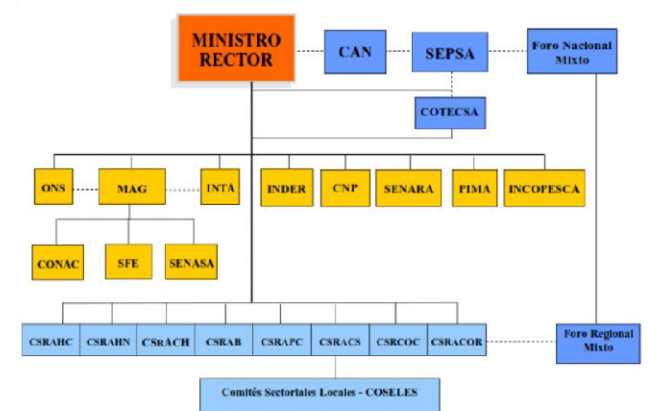 MINISTRO
RECTOR
CAN
SEPSA
Foro Nacional
Mixto
COTECSA
ONS
MAG
INTA
INDER
CNP
SENARA
PIMA
INCOPESCA
CONAC
SFE
SENASA
CSRAHC
CSRAHN
CSRACH
CSRAB
CSRAPC
CSRACS
CSRCOC
CSRACOR
Foro Regional
Mixto
Comités Sectoriales Locales - COSELES